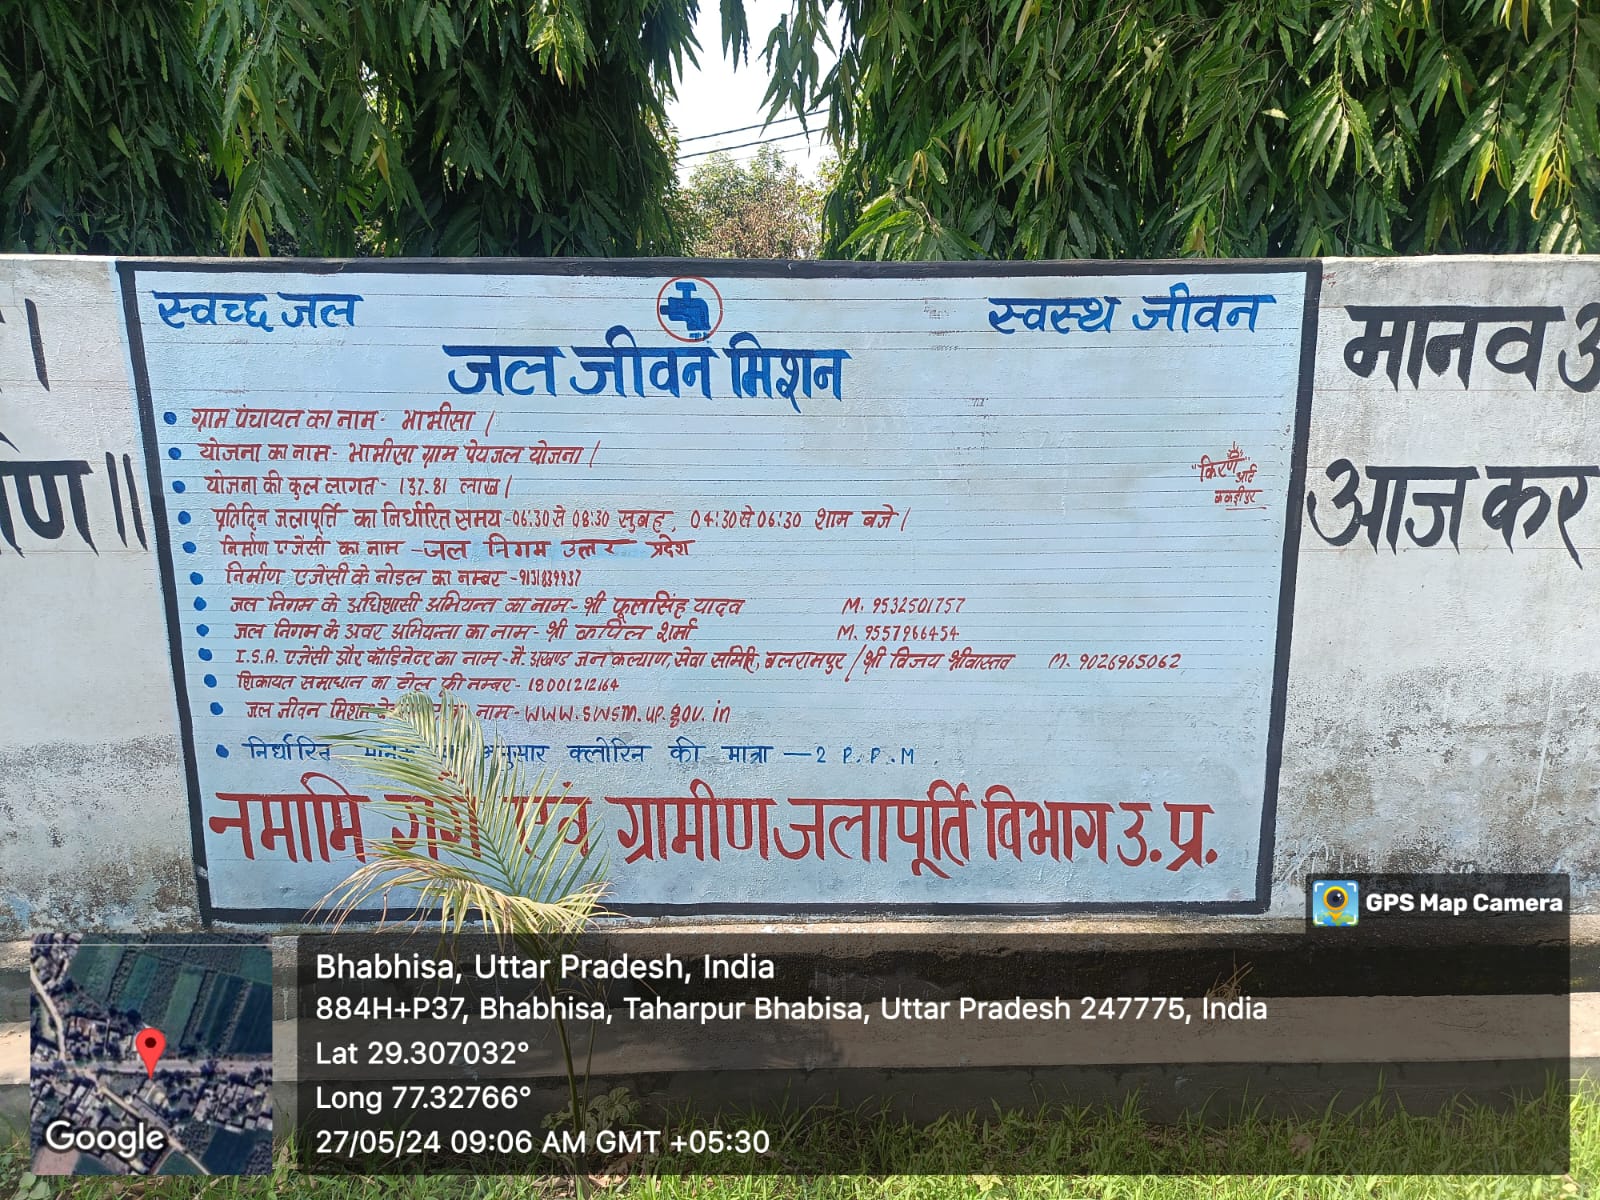 स्वच्छ जल
स्वस्थ जीवन
जल जीवन मिशन
• ग्राम पंचायत का नाम- भाभीसा |
• योजना का नाम- भाभीसा ग्राम पेयजल योजना |
• योजना की कुल लागत- 137.81 लाख |
• प्रतिदिन जलापूर्ति का निर्धारित समय-06:30 से 08:30 सुबह, 04:30 से 06:30 शाम बजे |
• निर्माण एजेंसी का नाम -जल निगम उत्तर प्रदेश
• निर्माण एजेंसी के नोडल का नम्बर -9131839937
• जल निगम के अधिशासी अभियन्ता का नाम- श्री फूलसिंह यादव M. 9532501757
• जल निगम के अवर अभियन्ता का नाम- श्री कपिल शर्मा M. 9557966454
• I.S.A. एजेंसी और कॉडिनेटर का नाम-मै. अखण्ड जन कल्याण, सेवा समिति, बलरामपुर / श्री विजय श्रीवास्तव M. 9026965062
• शिकायत समाधान का टोल फ्री नम्बर- 18001212164
• जल जीवन मिशन नाम-www.swsm.up.gov.in
• निर्धारित क्लोरिन की मात्रा — 2 P.P.M.
नमामि गंगे एवं ग्रामीण जलापूर्ति विभाग उ.प्र.
"किरण" आर्ट
ककड़ीपुर
मानव
आज कर
GPS Map Camera
Bhabhisa, Uttar Pradesh, India
884H+P37, Bhabhisa, Taharpur Bhabisa, Uttar Pradesh 247775, India
Lat 29.307032°
Long 77.32766°
27/05/24 09:06 AM GMT +05:30
Google